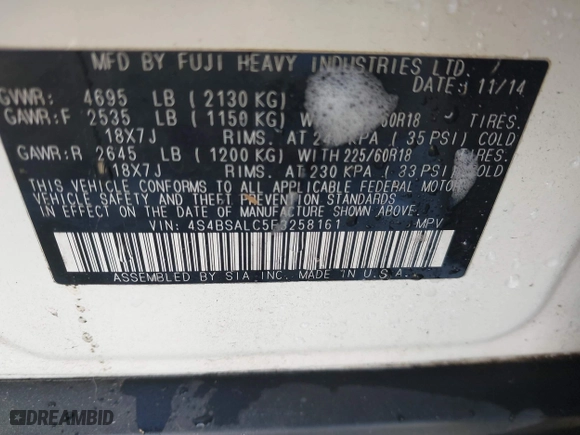 MFD BY FUJI HEAVY INDUSTRIES LTD.
DATE: 11/14
GVWR: 4695 LB (2130 KG)
GAWR:F 2535 LB (1150 KG) 60R18 TIRES.
18X7J RIMS. AT KPA (35 PSI) COLD
GAWR:R 2645 LB (1200 KG) WITH 225/60R18
18X7J RIMS. AT 230 KPA (33 PSI) COLD
THIS VEHICLE CONFORMS TO ALL APPLICABLE FEDERAL MOTOR
VEHICLE SAFETY AND THEFT PREVENTION STANDARDS
IN EFFECT ON THE DATE OF MANUFACTURE SHOWN ABOVE.
VIN: 4S4BSALC5F3258161 MPV
ASSEMBLED BY SIA INC. MADE IN U.S.A.
DREAMBID